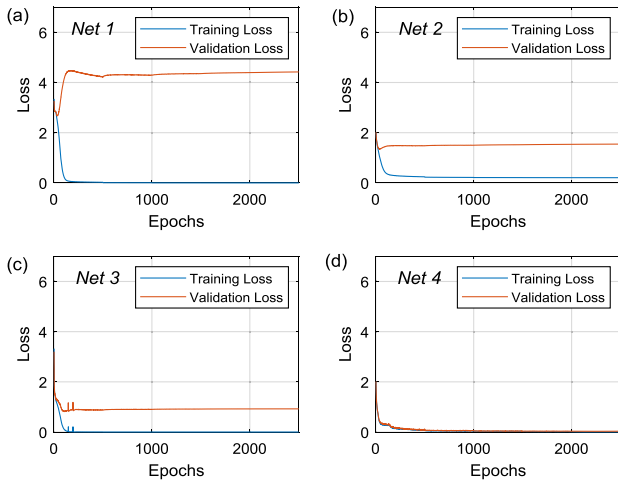 (a)
Net 1
Training Loss
Validation Loss
Loss
6
4
2
0
0
1000
2000
Epochs
(b)
Net 2
Training Loss
Validation Loss
Loss
6
4
2
0
0
1000
2000
Epochs
(c)
Net 3
Training Loss
Validation Loss
Loss
6
4
2
0
0
1000
2000
Epochs
(d)
Net 4
Training Loss
Validation Loss
Loss
6
4
2
0
0
1000
2000
Epochs